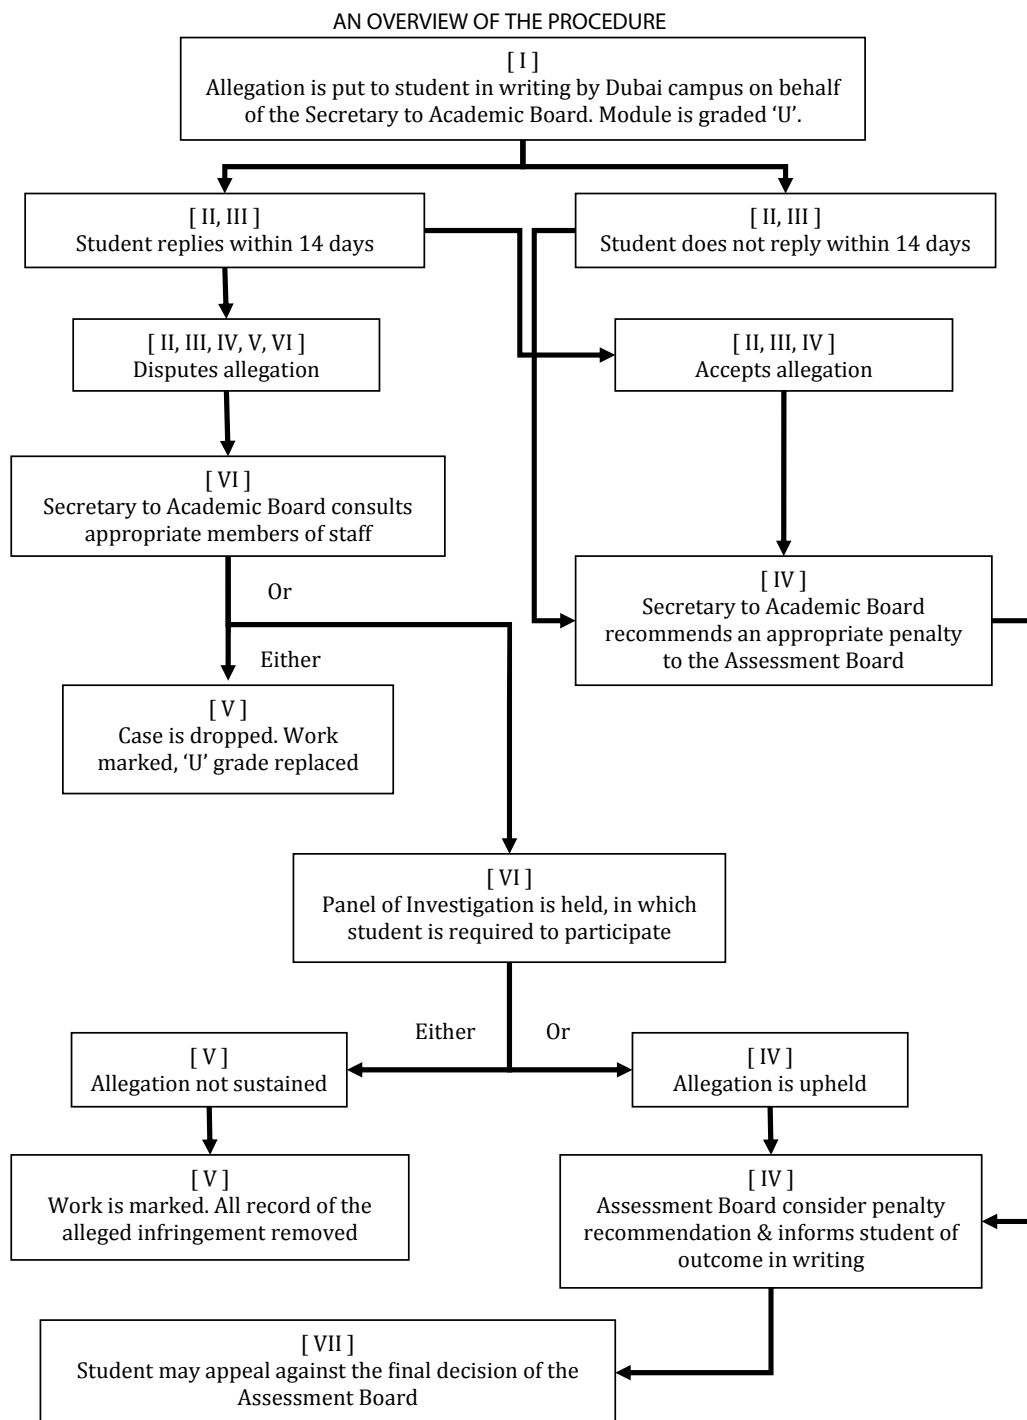 AN OVERVIEW OF THE PROCEDURE
[ I ]
Allegation is put to student in writing by Dubai campus on behalf
of the Secretary to Academic Board. Module is graded ‘U’.
[ II, III ]
Student replies within 14 days
[ II, III ]
Student does not reply within 14 days
[ II, III, IV, V, VI ]
Disputes allegation
[ II, III, IV ]
Accepts allegation
[ VI ]
Secretary to Academic Board consults
appropriate members of staff
Or
Either
[ IV ]
Secretary to Academic Board
recommends an appropriate penalty
to the Assessment Board
[ V ]
Case is dropped. Work
marked, ‘U’ grade replaced
[ VI ]
Panel of Investigation is held, in which
student is required to participate
Either
Or
[ V ]
Allegation not sustained
[ IV ]
Allegation is upheld
[ V ]
Work is marked. All record of the
alleged infringement removed
[ IV ]
Assessment Board consider penalty
recommendation & informs student of
outcome in writing
[ VII ]
Student may appeal against the final decision of the
Assessment Board